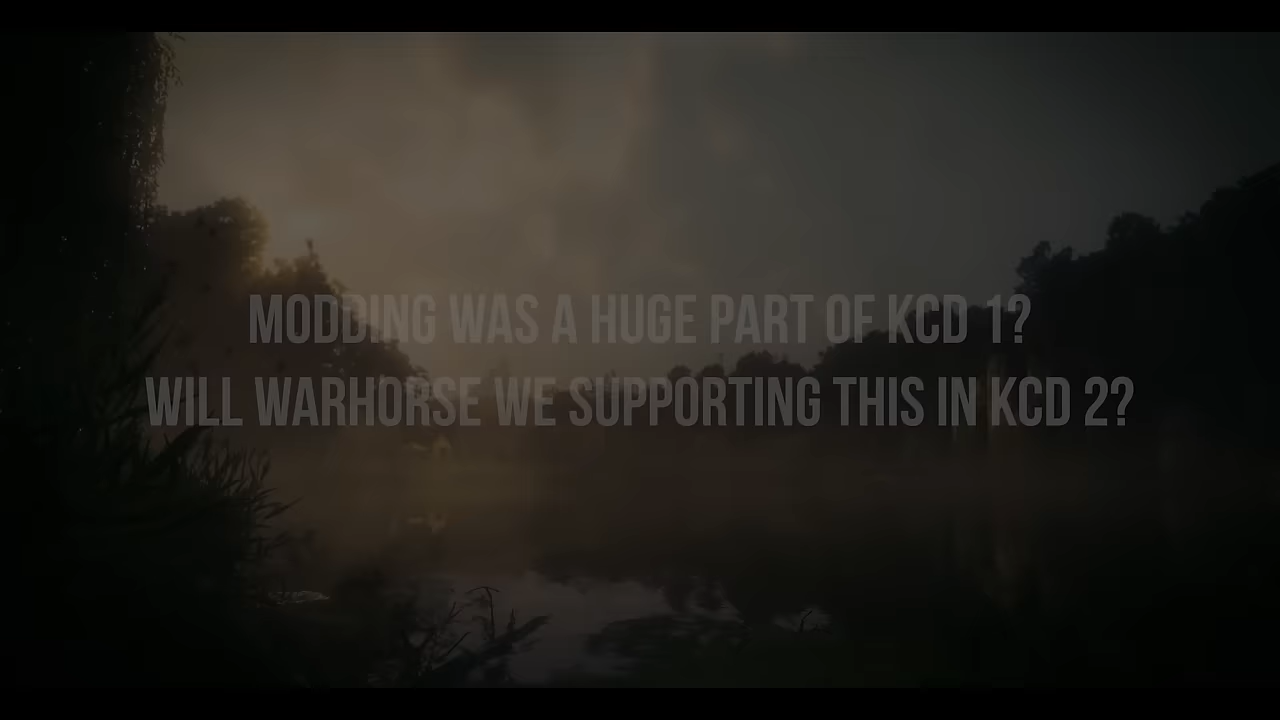 MODDING WAS A HUGE PART OF KCD 1?
WILL WARHORSE WE SUPPORTING THIS IN KCD 2?